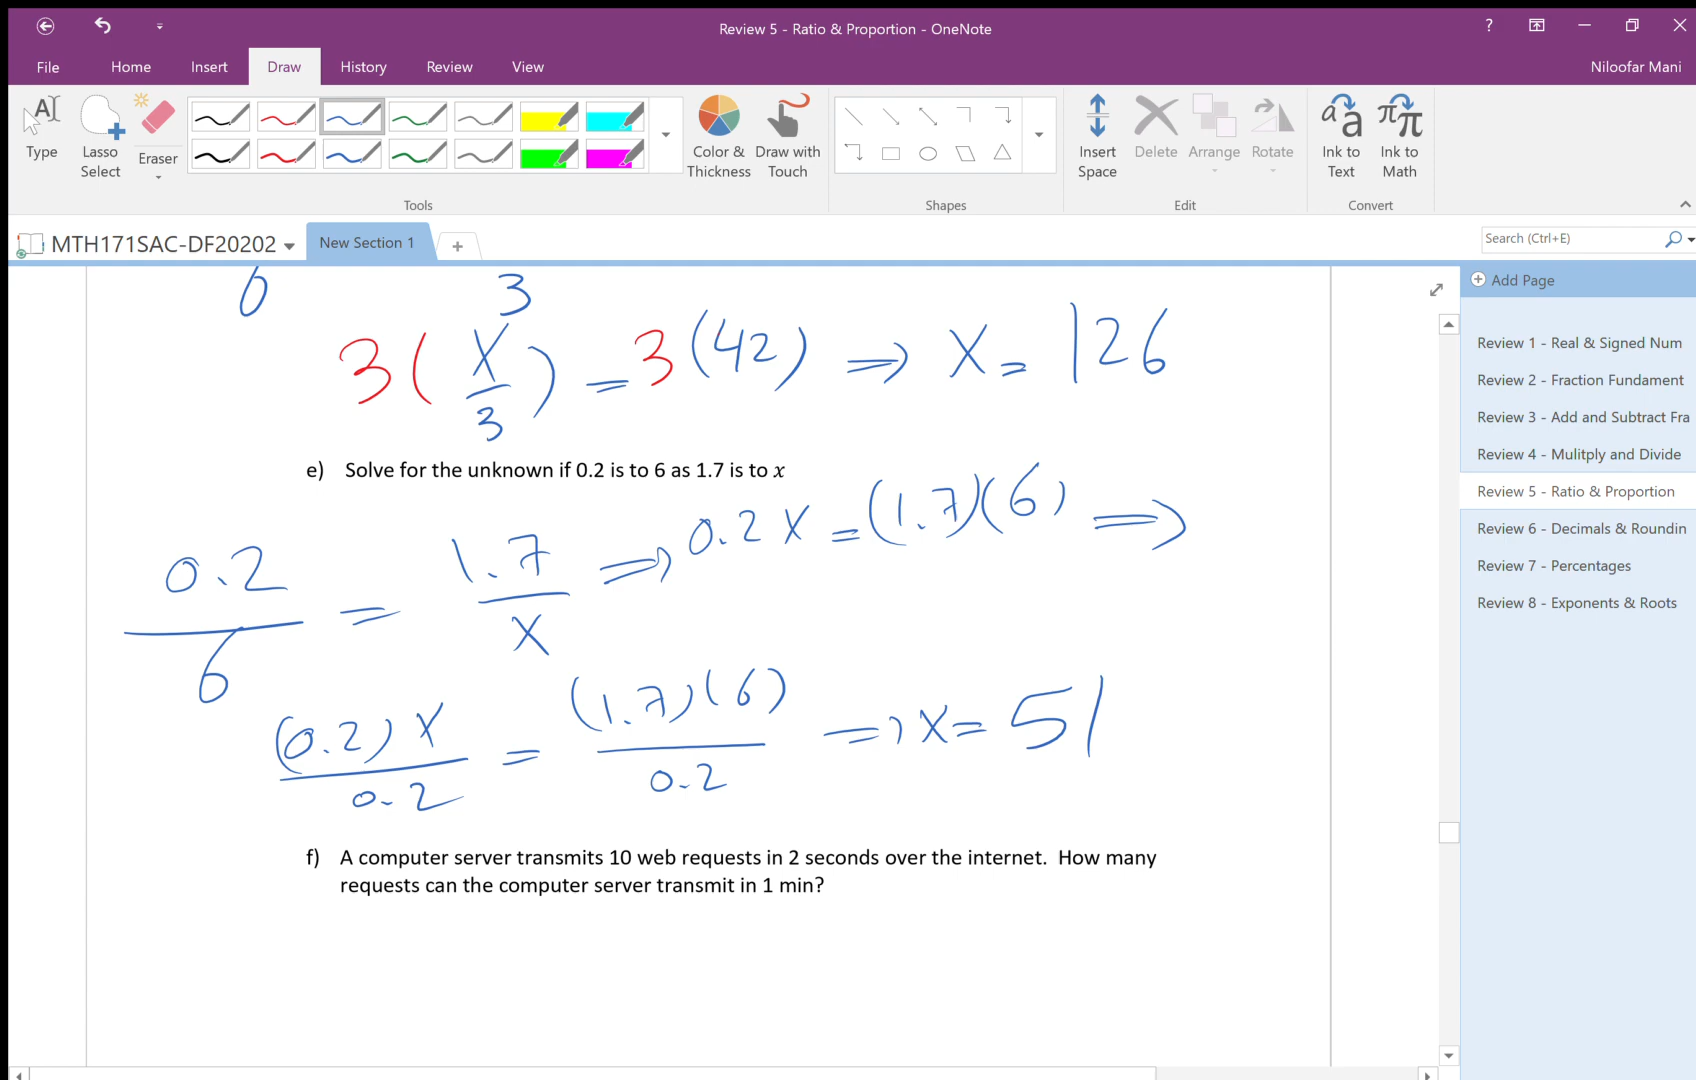 Review 5 - Ratio & Proportion - OneNote
?
File Home Insert Draw History Review View
Niloofar Mani
Type
Lasso Select
Eraser
Color & Thickness
Draw with Touch
Insert Space
Delete
Arrange
Rotate
Ink to Text
Ink to Math
Tools
Shapes
Edit
Convert
MTH171SAC-DF20202
New Section 1
+
Search (Ctrl+E)
Add Page
Review 1 - Real & Signed Num
Review 2 - Fraction Fundament
Review 3 - Add and Subtract Fra
Review 4 - Mulitply and Divide
Review 5 - Ratio & Proportion
Review 6 - Decimals & Roundin
Review 7 - Percentages
Review 8 - Exponents & Roots
6 3
3 ( x/3 ) = 3 (42) ⇒ x = 126
e) Solve for the unknown if 0.2 is to 6 as 1.7 is to x
0.2/6 = 1.7/x ⇒ 0.2 x = (1.7)(6) ⇒
(0.2) x/0.2 = (1.7)(6)/0.2 ⇒ x = 51
f) A computer server transmits 10 web requests in 2 seconds over the internet. How many
requests can the computer server transmit in 1 min?